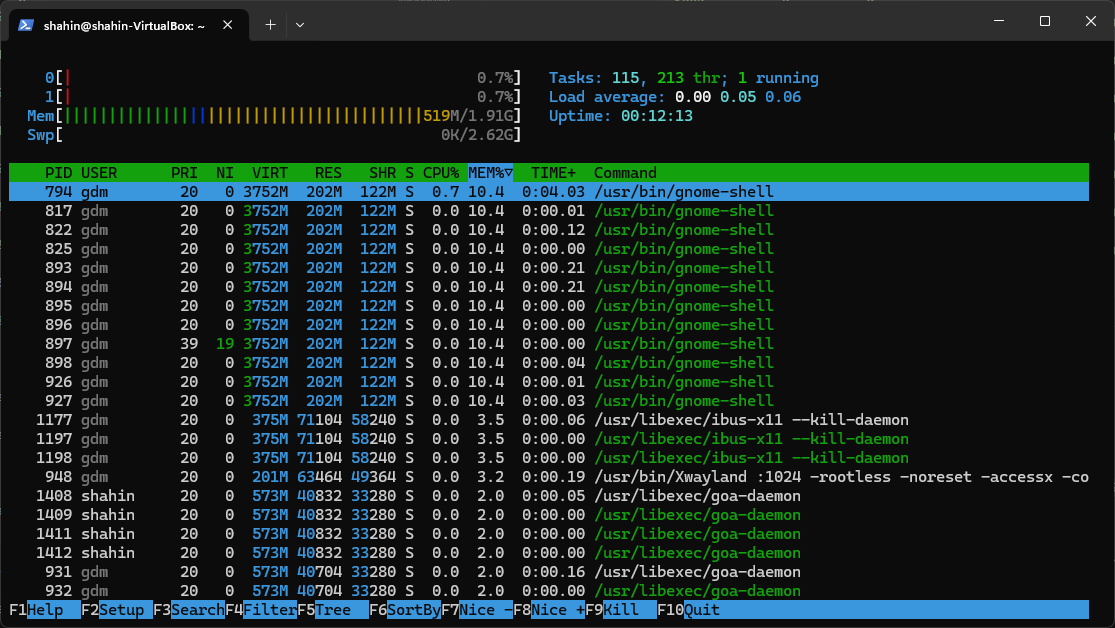 shahin@shahin-VirtualBox: ~
0[| 0.7%] Tasks: 115, 213 thr; 1 running
1[| 0.7%] Load average: 0.00 0.05 0.06
Mem[||||||||||||||||||||||||||||||||||||||||519M/1.91G] Uptime: 00:12:13
Swp[ 0K/2.62G]
PID USER PRI NI VIRT RES SHR S CPU% MEM%▽ TIME+ Command
794 gdm 20 0 3752M 202M 122M S 0.7 10.4 0:04.03 /usr/bin/gnome-shell
817 gdm 20 0 3752M 202M 122M S 0.0 10.4 0:00.01 /usr/bin/gnome-shell
822 gdm 20 0 3752M 202M 122M S 0.0 10.4 0:00.12 /usr/bin/gnome-shell
825 gdm 20 0 3752M 202M 122M S 0.0 10.4 0:00.00 /usr/bin/gnome-shell
893 gdm 20 0 3752M 202M 122M S 0.0 10.4 0:00.21 /usr/bin/gnome-shell
894 gdm 20 0 3752M 202M 122M S 0.0 10.4 0:00.21 /usr/bin/gnome-shell
895 gdm 20 0 3752M 202M 122M S 0.0 10.4 0:00.00 /usr/bin/gnome-shell
896 gdm 20 0 3752M 202M 122M S 0.0 10.4 0:00.00 /usr/bin/gnome-shell
897 gdm 39 19 3752M 202M 122M S 0.0 10.4 0:00.00 /usr/bin/gnome-shell
898 gdm 20 0 3752M 202M 122M S 0.0 10.4 0:00.04 /usr/bin/gnome-shell
926 gdm 20 0 3752M 202M 122M S 0.0 10.4 0:00.01 /usr/bin/gnome-shell
927 gdm 20 0 3752M 202M 122M S 0.0 10.4 0:00.03 /usr/bin/gnome-shell
1177 gdm 20 0 375M 71104 58240 S 0.0 3.5 0:00.06 /usr/libexec/ibus-x11 --kill-daemon
1197 gdm 20 0 375M 71104 58240 S 0.0 3.5 0:00.00 /usr/libexec/ibus-x11 --kill-daemon
1198 gdm 20 0 375M 71104 58240 S 0.0 3.5 0:00.00 /usr/libexec/ibus-x11 --kill-daemon
948 gdm 20 0 201M 63464 49364 S 0.0 3.2 0:00.19 /usr/bin/Xwayland :1024 -rootless -noreset -accessx -co
1408 shahin 20 0 573M 40832 33280 S 0.0 2.0 0:00.05 /usr/libexec/goa-daemon
1409 shahin 20 0 573M 40832 33280 S 0.0 2.0 0:00.00 /usr/libexec/goa-daemon
1411 shahin 20 0 573M 40832 33280 S 0.0 2.0 0:00.00 /usr/libexec/goa-daemon
1412 shahin 20 0 573M 40832 33280 S 0.0 2.0 0:00.00 /usr/libexec/goa-daemon
931 gdm 20 0 573M 40704 33280 S 0.0 2.0 0:00.16 /usr/libexec/goa-daemon
932 gdm 20 0 573M 40704 33280 S 0.0 2.0 0:00.00 /usr/libexec/goa-daemon
F1Help F2Setup F3SearchF4FilterF5Tree F6SortByF7Nice -F8Nice +F9Kill F10Quit